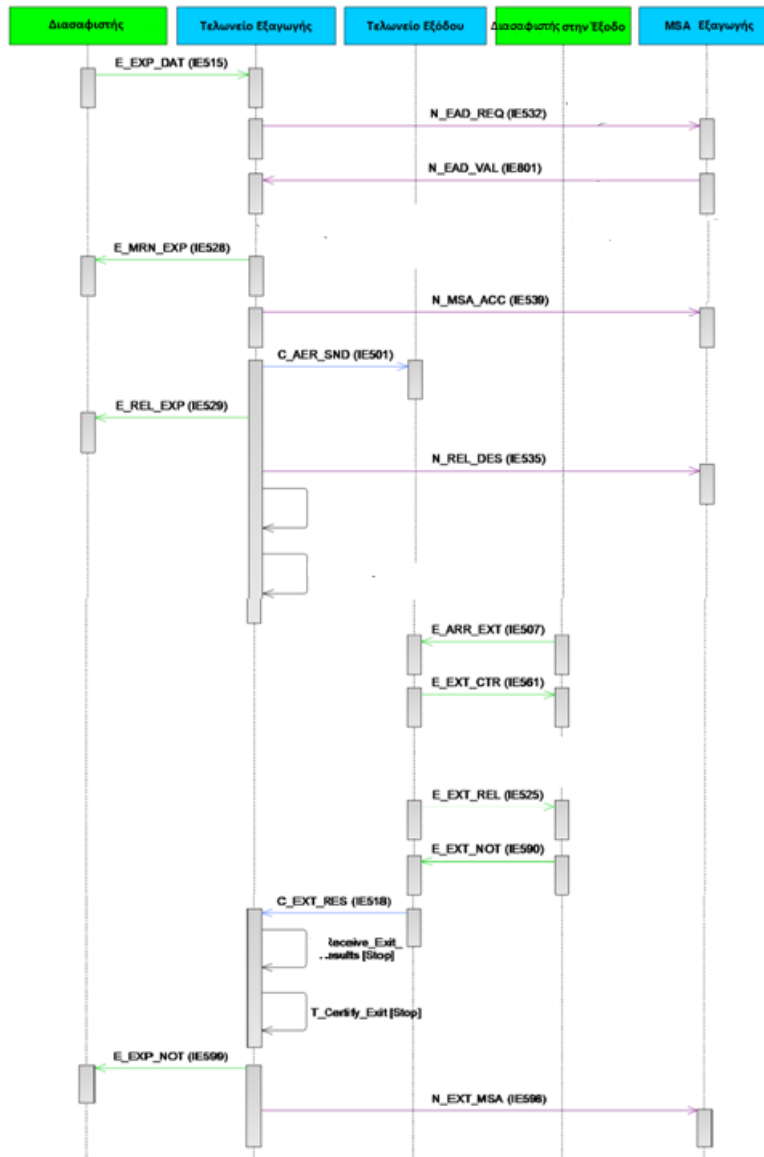 Διασαφιστής
Τελωνείο Εξαγωγής
Τελωνείο Εξόδου
Διασαφιστής στην Έξοδο
MSA Εξαγωγής
E_EXP_DAT (IE515)
N_EAD_REQ (IE532)
N_EAD_VAL (IE801)
E_MRN_EXP (IE528)
N_MSA_ACC (IE539)
C_AER_SND (IE501)
E_REL_EXP (IE529)
N_REL_DES (IE535)
E_ARR_EXT (IE507)
E_EXT_CTR (IE561)
E_EXT_REL (IE525)
E_EXT_NOT (IE590)
C_EXT_RES (IE518)
Receive_Exit_
results [Stop]
T_Certify_Exit [Stop]
E_EXP_NOT (IE599)
N_EXT_MSA (IE598)